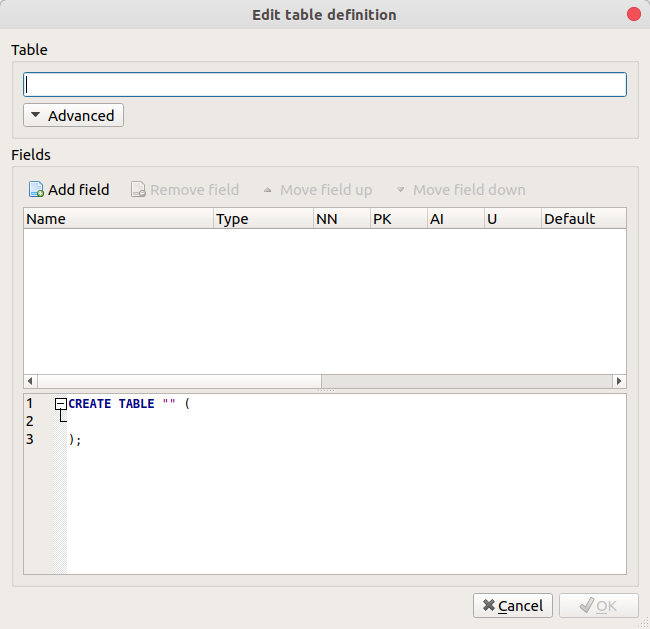 Edit table definition
Table
Advanced
Fields
Add field Remove field Move field up Move field down
Name Type NN PK AI U Default
1 CREATE TABLE "" (
2
3 );
Cancel OK